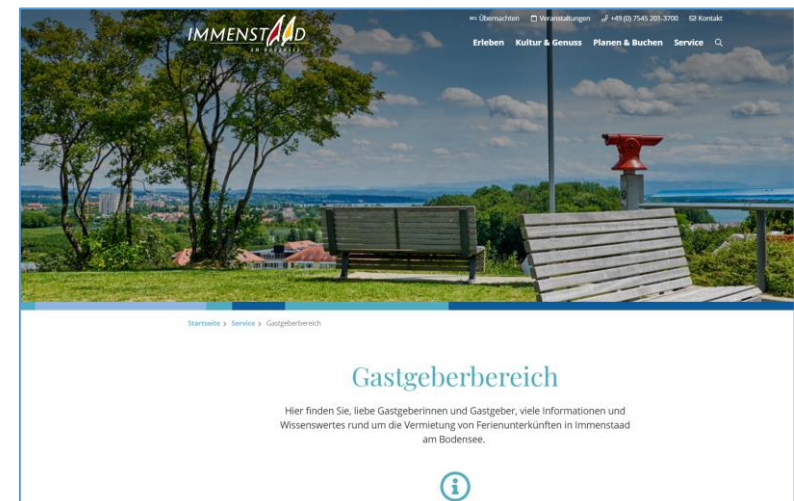 IMMENSTAAD
AM BODENSEE
Übernachten Veranstaltungen +49 (0) 7545 201-3700 Kontakt
Erleben Kultur & Genuss Planen & Buchen Service
Startseite > Service > Gastgeberbereich
Gastgeberbereich
Hier finden Sie, liebe Gastgeberinnen und Gastgeber, viele Informationen und
Wissenswertes rund um die Vermietung von Ferienunterkünften in Immenstaad
am Bodensee.